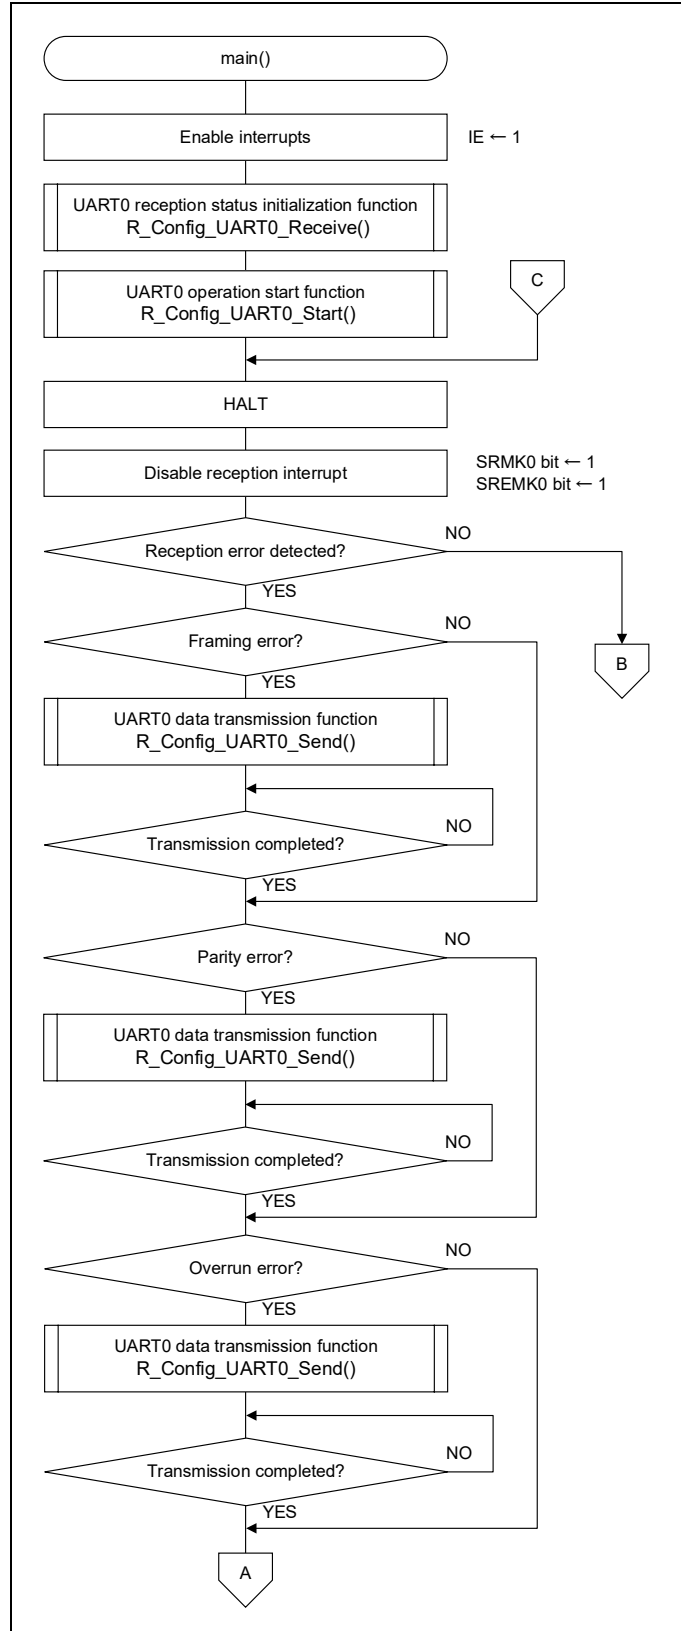 main()
Enable interrupts
IE ← 1
UART0 reception status initialization function
R_Config_UART0_Receive()
C
UART0 operation start function
R_Config_UART0_Start()
HALT
Disable reception interrupt
SRMK0 bit ← 1
SREMK0 bit ← 1
NO
Reception error detected?
YES
NO
Framing error?
B
YES
UART0 data transmission function
R_Config_UART0_Send()
NO
Transmission completed?
YES
NO
Parity error?
YES
UART0 data transmission function
R_Config_UART0_Send()
NO
Transmission completed?
YES
NO
Overrun error?
YES
UART0 data transmission function
R_Config_UART0_Send()
NO
Transmission completed?
YES
A